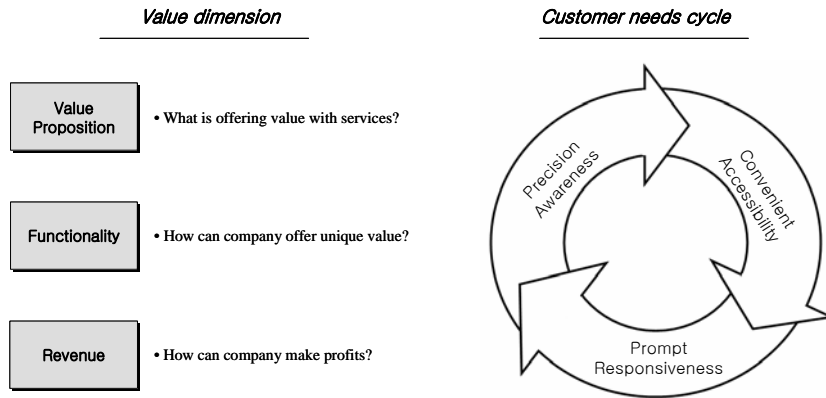 Value dimension
Value
Proposition
• What is offering value with services?
Functionality
• How can company offer unique value?
Revenue
• How can company make profits?
Customer needs cycle
Precision
Awareness
Convenient
Accessibility
Prompt
Responsiveness